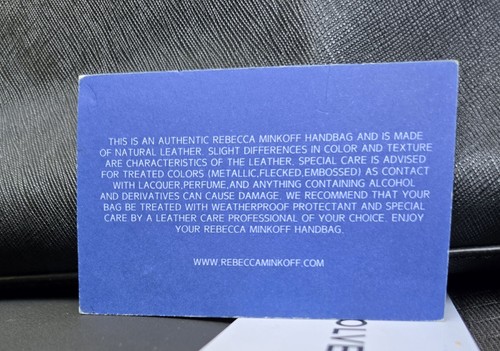 THIS IS AN AUTHENTIC REBECCA MINKOFF HANDBAG AND IS MADE
OF NATURAL LEATHER. SLIGHT DIFFERENCES IN COLOR AND TEXTURE
ARE CHARACTERISTICS OF THE LEATHER. SPECIAL CARE IS ADVISED
FOR TREATED COLORS (METALLIC,FLECKED,EMBOSSED) AS CONTACT
WITH LACQUER,PERFUME,AND ANYTHING CONTAINING ALCOHOL
AND DERIVATIVES CAN CAUSE DAMAGE. WE RECOMMEND THAT YOUR
BAG BE TREATED WITH WEATHERPROOF PROTECTANT AND SPECIAL
CARE BY A LEATHER CARE PROFESSIONAL OF YOUR CHOICE. ENJOY
YOUR REBECCA MINKOFF HANDBAG.
WWW.REBECCAMINKOFF.COM